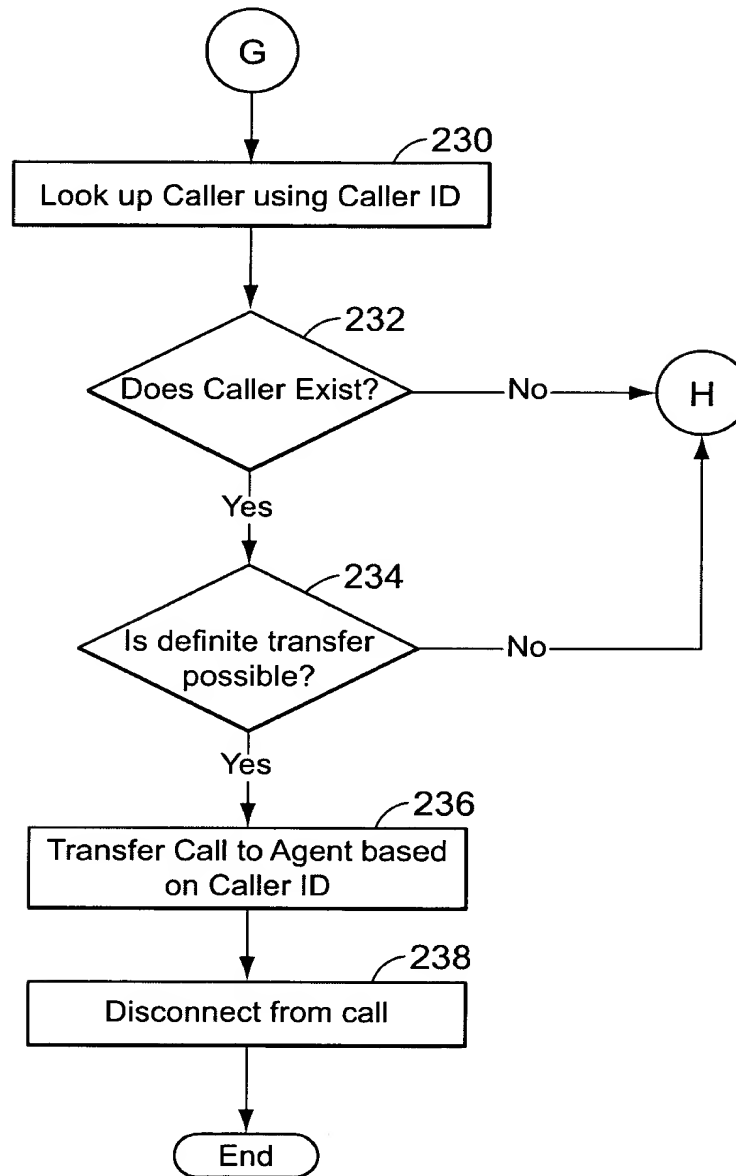 G
230
Look up Caller using Caller ID
232
Does Caller Exist?
No
H
Yes
234
Is definite transfer
possible?
No
Yes
236
Transfer Call to Agent based
on Caller ID
238
Disconnect from call
End